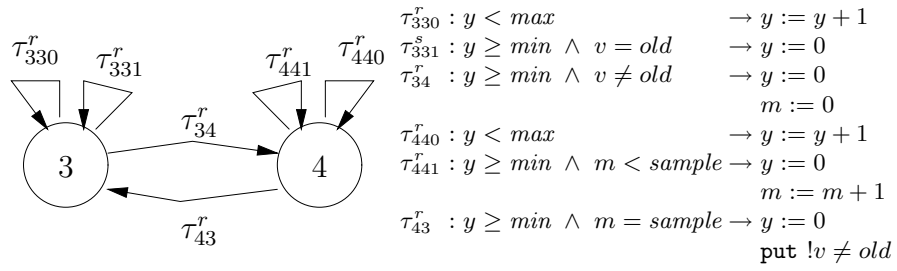 τ^r_330
τ^r_331
τ^r_441
τ^r_440
τ^r_34
3
4
τ^r_43
τ^r_330 : y < max → y := y + 1
τ^s_331 : y ≥ min ∧ v = old → y := 0
τ^r_34 : y ≥ min ∧ v ≠ old → y := 0
m := 0
τ^r_440 : y < max → y := y + 1
τ^r_441 : y ≥ min ∧ m < sample → y := 0
m := m + 1
τ^r_43 : y ≥ min ∧ m = sample → y := 0
put !v ≠ old